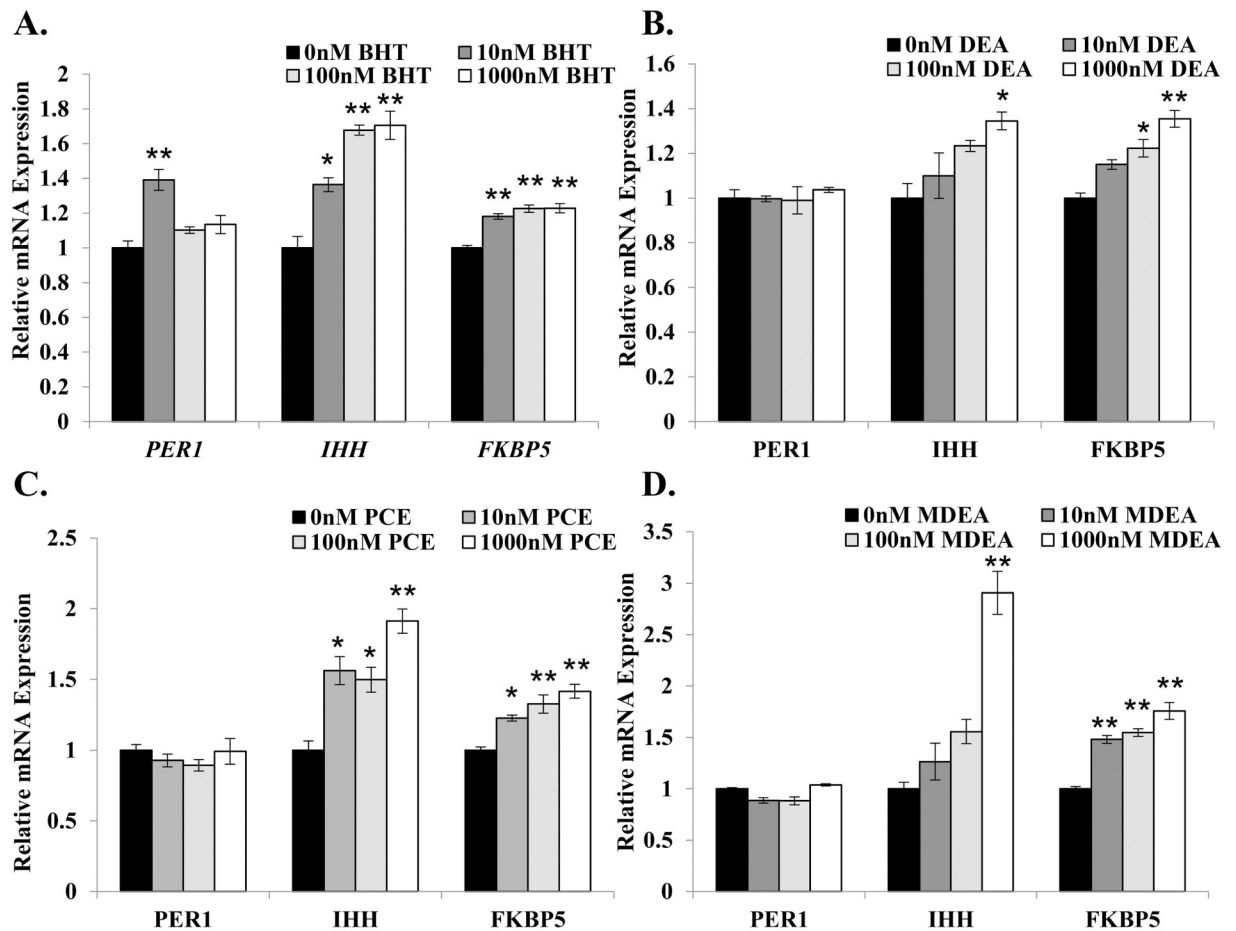 A.
0nM BHT 10nM BHT
100nM BHT 1000nM BHT
Relative mRNA Expression
2
1.8
1.6
1.4
1.2
1
0.8
0.6
0.4
0.2
0
** * ** ** ** ** **
PER1 IHH FKBP5
B.
0nM DEA 10nM DEA
100nM DEA 1000nM DEA
Relative mRNA Expression
1.6
1.4
1.2
1
0.8
0.6
0.4
0.2
0
* * **
PER1 IHH FKBP5
C.
0nM PCE 10nM PCE
100nM PCE 1000nM PCE
Relative mRNA Expression
2.5
2
1.5
1
0.5
0
* * ** * ** **
PER1 IHH FKBP5
D.
0nM MDEA 10nM MDEA
100nM MDEA 1000nM MDEA
Relative mRNA Expression
3.5
3
2.5
2
1.5
1
0.5
0
** ** ** **
PER1 IHH FKBP5